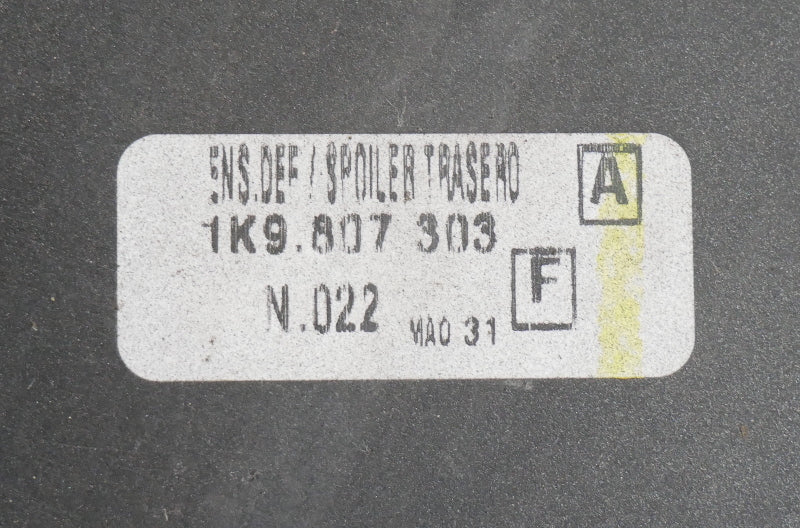 ENS.DEF / SPOILER TRASERO
A
1K9.807 303
F
N.022
MAO 31